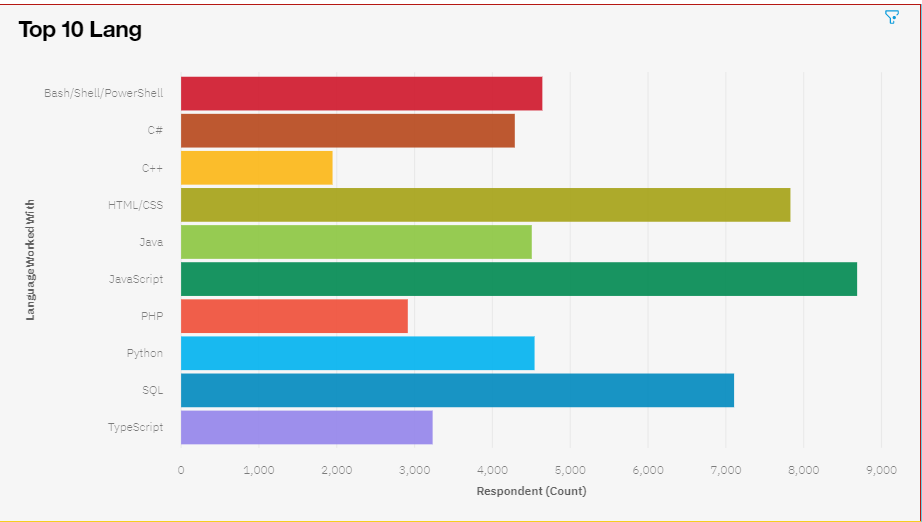 Top 10 Lang
LanguageWorkedWith
Bash/Shell/PowerShell
C#
C++
HTML/CSS
Java
JavaScript
PHP
Python
SQL
TypeScript
0 1,000 2,000 3,000 4,000 5,000 6,000 7,000 8,000 9,000
Respondent (Count)